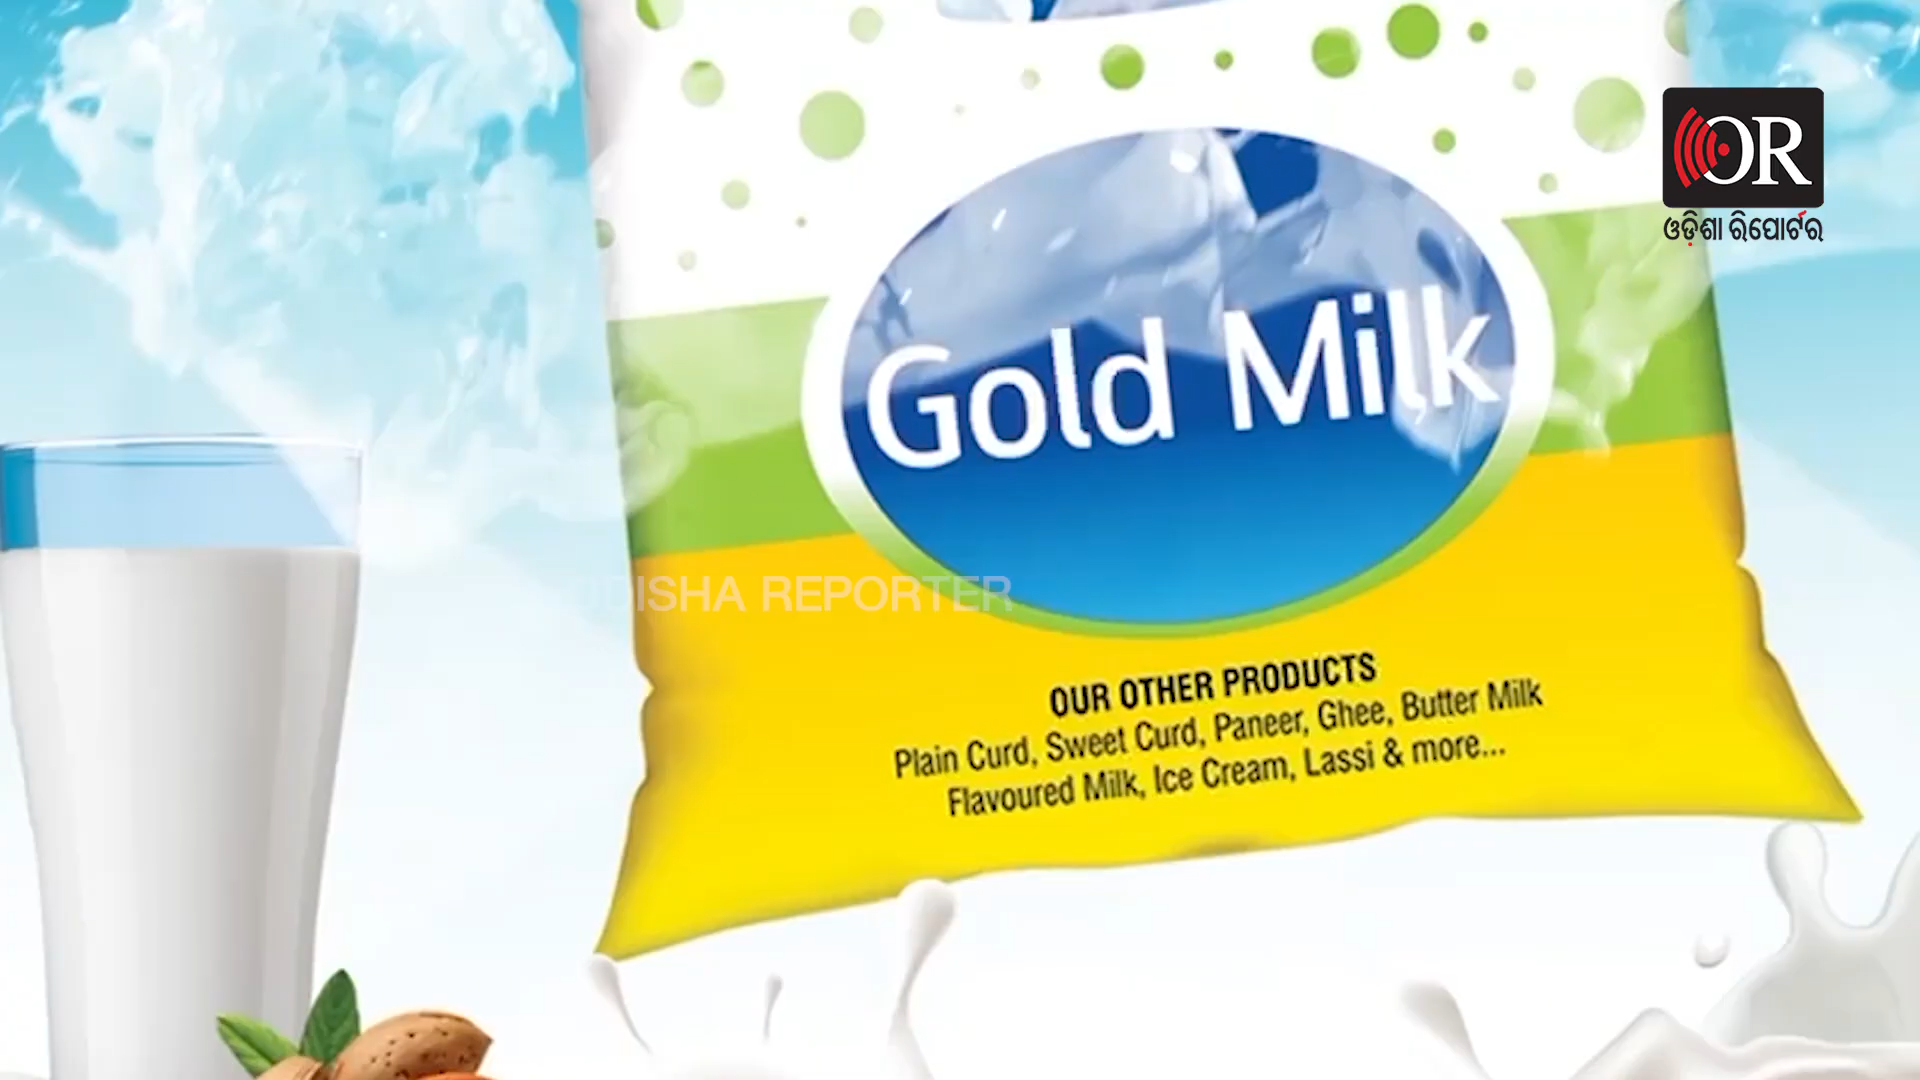 OR
ଓଡ଼ିଶା ରିପୋର୍ଟର
Gold Milk
ODISHA REPORTER
OUR OTHER PRODUCTS
Plain Curd, Sweet Curd, Paneer, Ghee, Butter Milk
Flavoured Milk, Ice Cream, Lassi & more...